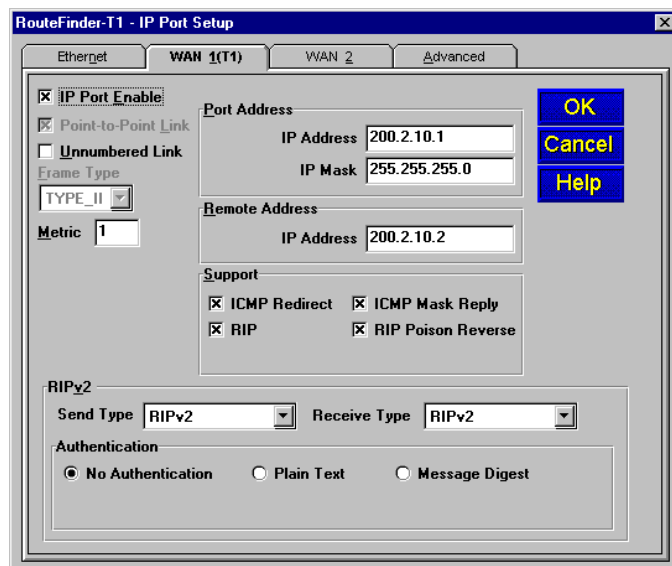 RouteFinder-T1 - IP Port Setup
Ethernet
WAN 1(T1)
WAN 2
Advanced
IP Port Enable
Point-to-Point Link
Unnumbered Link
Frame Type
TYPE_II
Metric 1
Port Address
IP Address 200.2.10.1
IP Mask 255.255.255.0
Remote Address
IP Address 200.2.10.2
Support
ICMP Redirect
ICMP Mask Reply
RIP
RIP Poison Reverse
OK
Cancel
Help
RIPv2
Send Type RIPv2
Receive Type RIPv2
Authentication
No Authentication
Plain Text
Message Digest